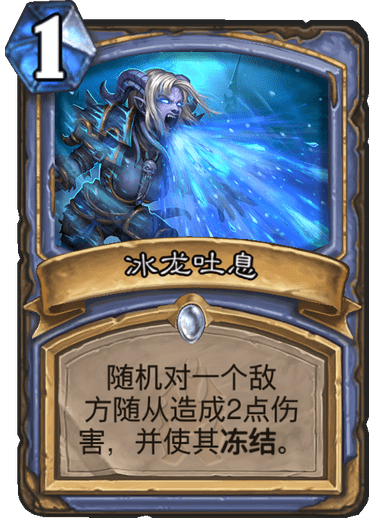 1
冰龙吐息
随机对一个敌
方随从造成2点伤
害，并使其冻结。